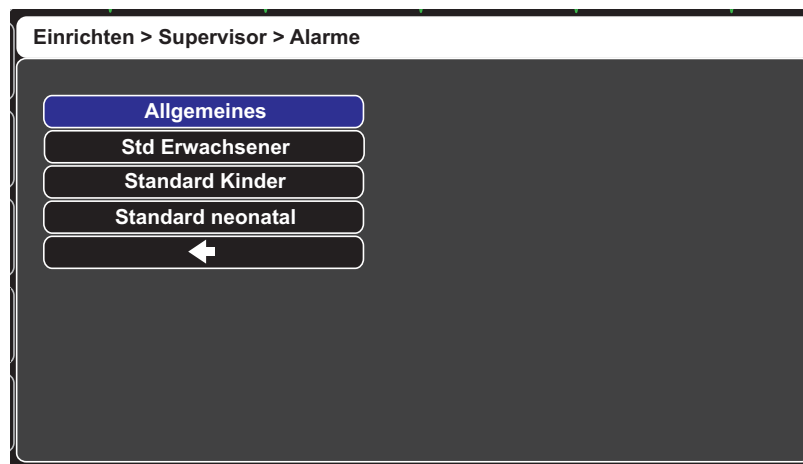 Einrichten > Supervisor > Alarme
Allgemeines
Std Erwachsener
Standard Kinder
Standard neonatal